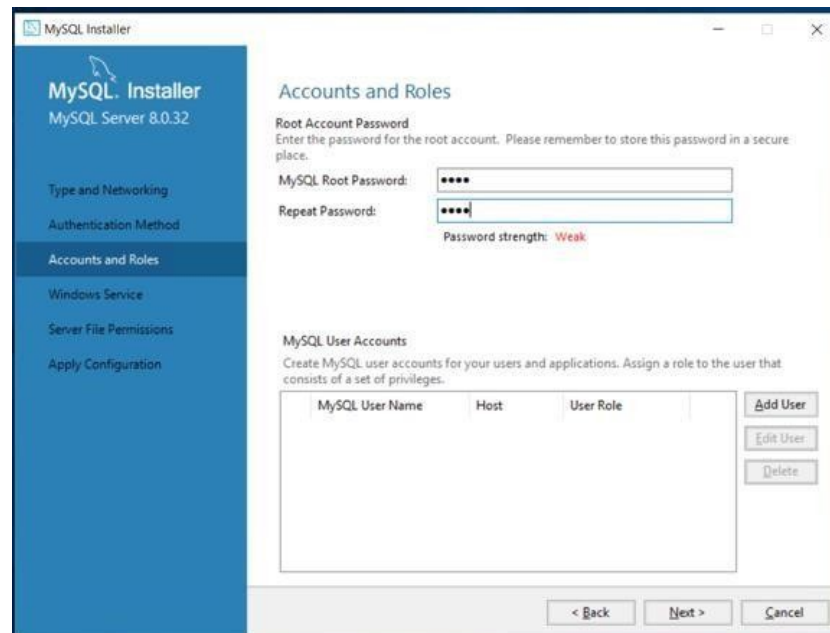 MySQL Installer
MySQL. Installer
MySQL Server 8.0.32
Type and Networking
Authentication Method
Accounts and Roles
Windows Service
Server File Permissions
Apply Configuration
Accounts and Roles
Root Account Password
Enter the password for the root account. Please remember to store this password in a secure
place.
MySQL Root Password: ••••
Repeat Password: ••••
Password strength: Weak
MySQL User Accounts
Create MySQL user accounts for your users and applications. Assign a role to the user that
consists of a set of privileges.
MySQL User Name Host User Role
Add User
Edit User
Delete
< Back Next > Cancel